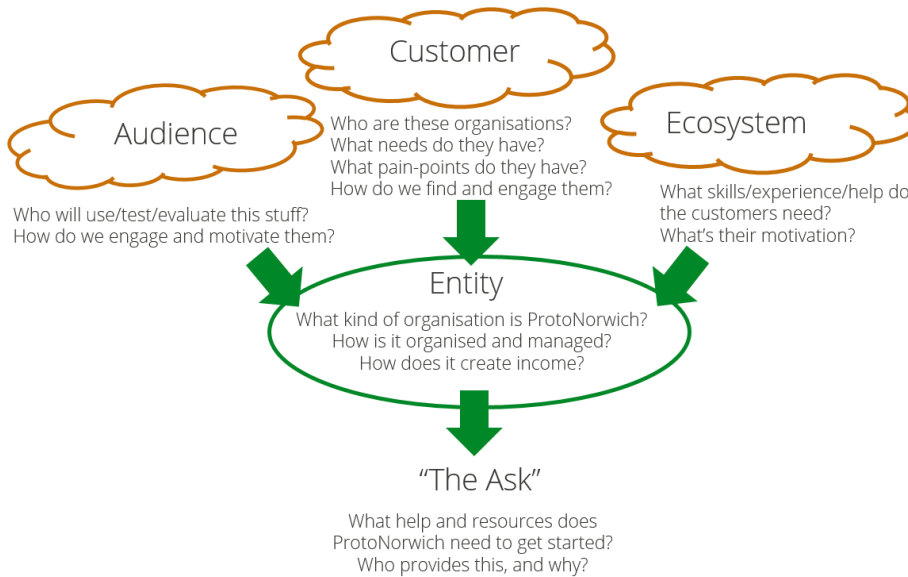 Customer
Audience
Ecosystem
Who are these organisations?
What needs do they have?
What pain-points do they have?
How do we find and engage them?
Who will use/test/evaluate this stuff?
How do we engage and motivate them?
What skills/experience/help do
the customers need?
What's their motivation?
Entity
What kind of organisation is ProtoNorwich?
How is it organised and managed?
How does it create income?
“The Ask”
What help and resources does
ProtoNorwich need to get started?
Who provides this, and why?